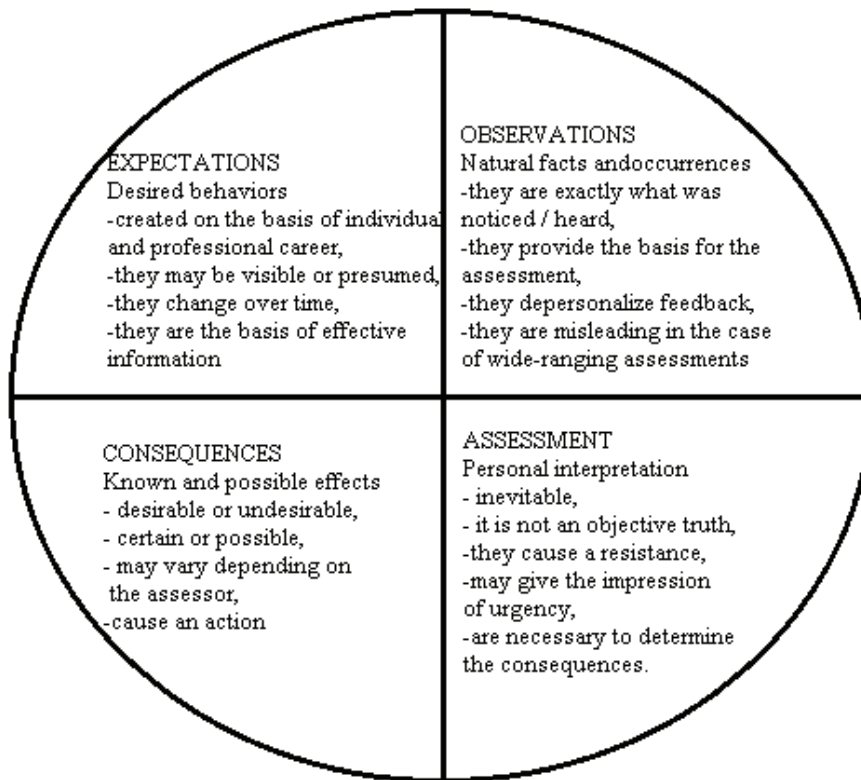 EXPECTATIONS
Desired behaviors
-created on the basis of individual
and professional career,
-they may be visible or presumed,
-they change over time,
-they are the basis of effective
information
OBSERVATIONS
Natural facts andoccurrences
-they are exactly what was
noticed / heard,
-they provide the basis for the
assessment,
-they depersonalize feedback,
-they are misleading in the case
of wide-ranging assessments
CONSEQUENCES
Known and possible effects
- desirable or undesirable,
- certain or possible,
- may vary depending on
the assessor,
-cause an action
ASSESSMENT
Personal interpretation
- inevitable,
- it is not an objective truth,
-they cause a resistance,
-may give the impression
of urgency,
-are necessary to determine
the consequences.